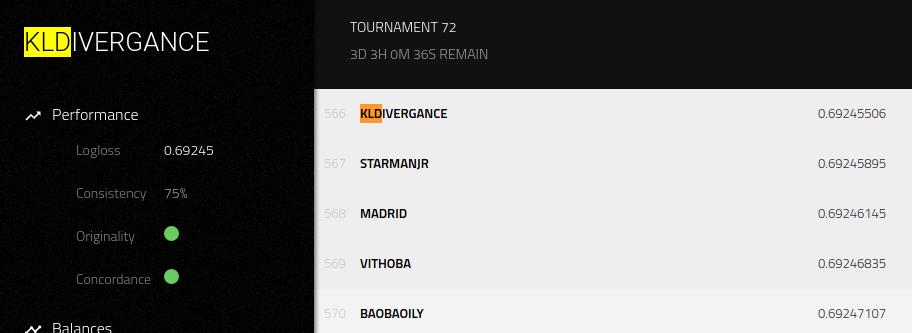 KLDIVERGANCE
Performance
Logloss 0.69245
Consistency 75%
Originality
Concordance
Balances
TOURNAMENT 72
3D 3H 0M 36S REMAIN
566 KLDIVERGANCE 0.69245506
567 STARMANJR 0.69245895
568 MADRID 0.69246145
569 VITHOBA 0.69246835
570 BAOBAOILY 0.69247107